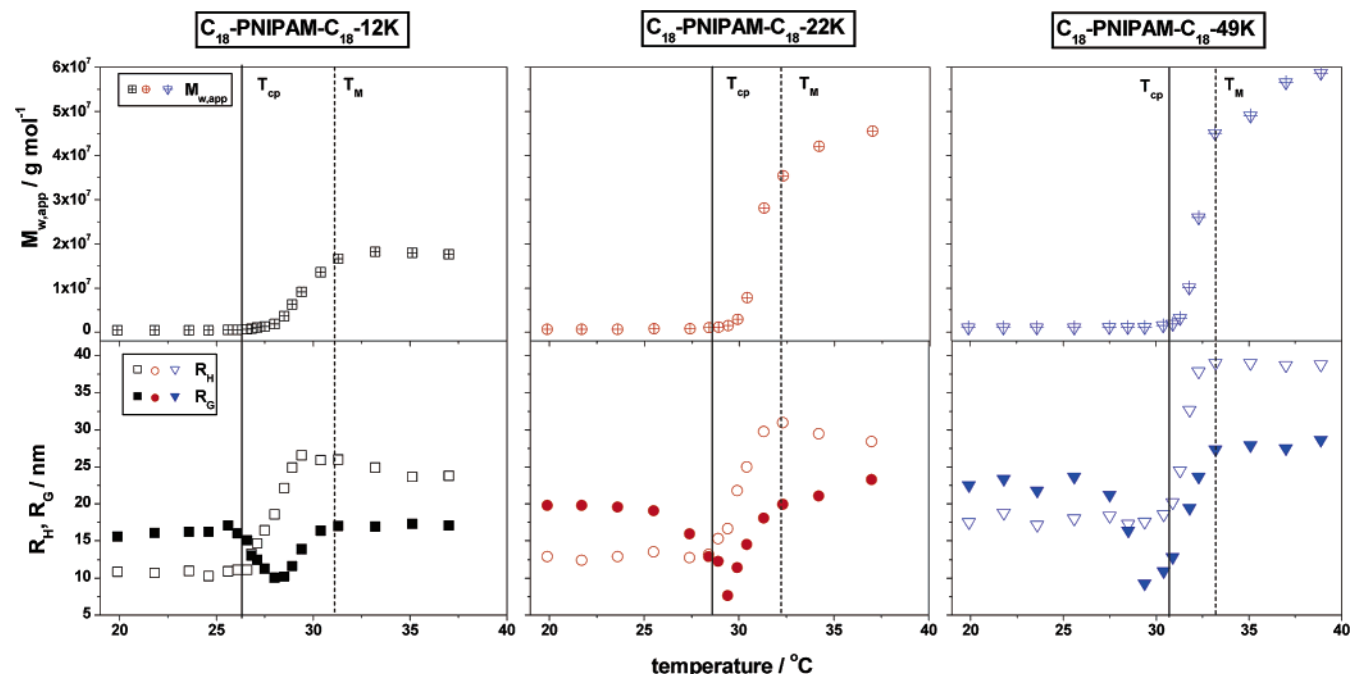 C18-PNIPAM-C18-12K
C18-PNIPAM-C18-22K
C18-PNIPAM-C18-49K
Mw,app / g mol-1
6x10^7
5x10^7
4x10^7
3x10^7
2x10^7
1x10^7
0
Mw,app
Tcp
TM
Tcp
TM
Tcp
TM
RH, RG / nm
40
35
30
25
20
15
10
5
RH
RG
20 25 30 35 40
20 25 30 35 40
20 25 30 35 40
temperature / °C